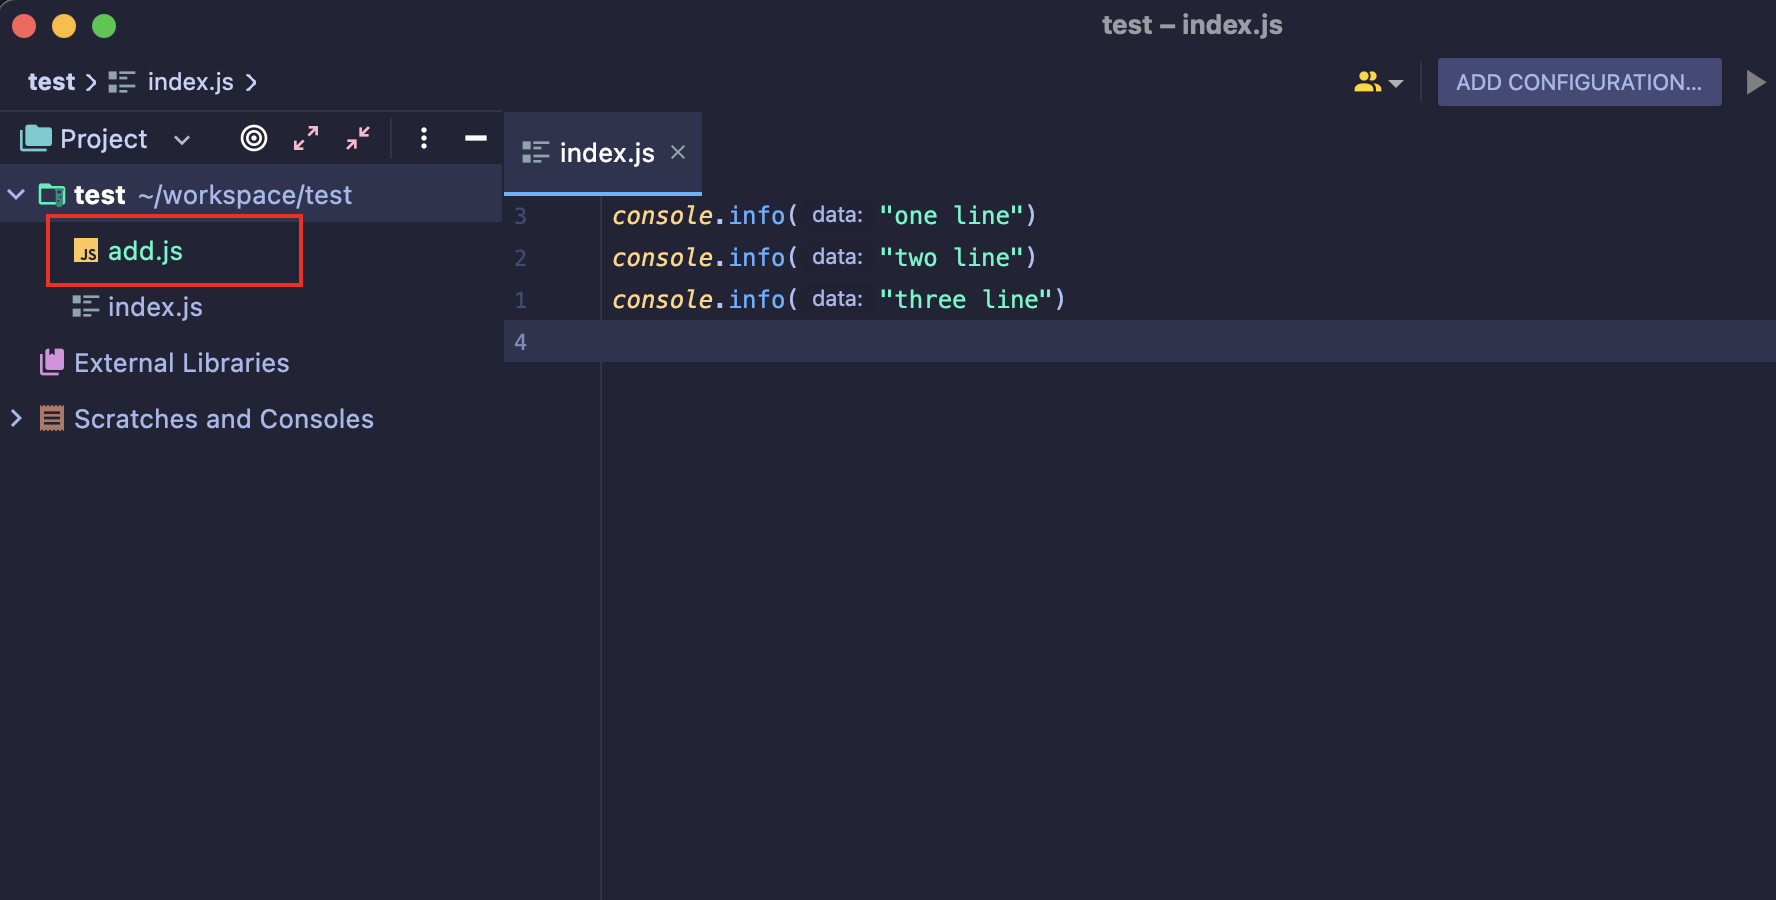 test – index.js
test index.js
ADD CONFIGURATION...
Project
index.js
test ~/workspace/test
JS add.js
index.js
External Libraries
Scratches and Consoles
3 console.info( data: "one line")
2 console.info( data: "two line")
1 console.info( data: "three line")
4